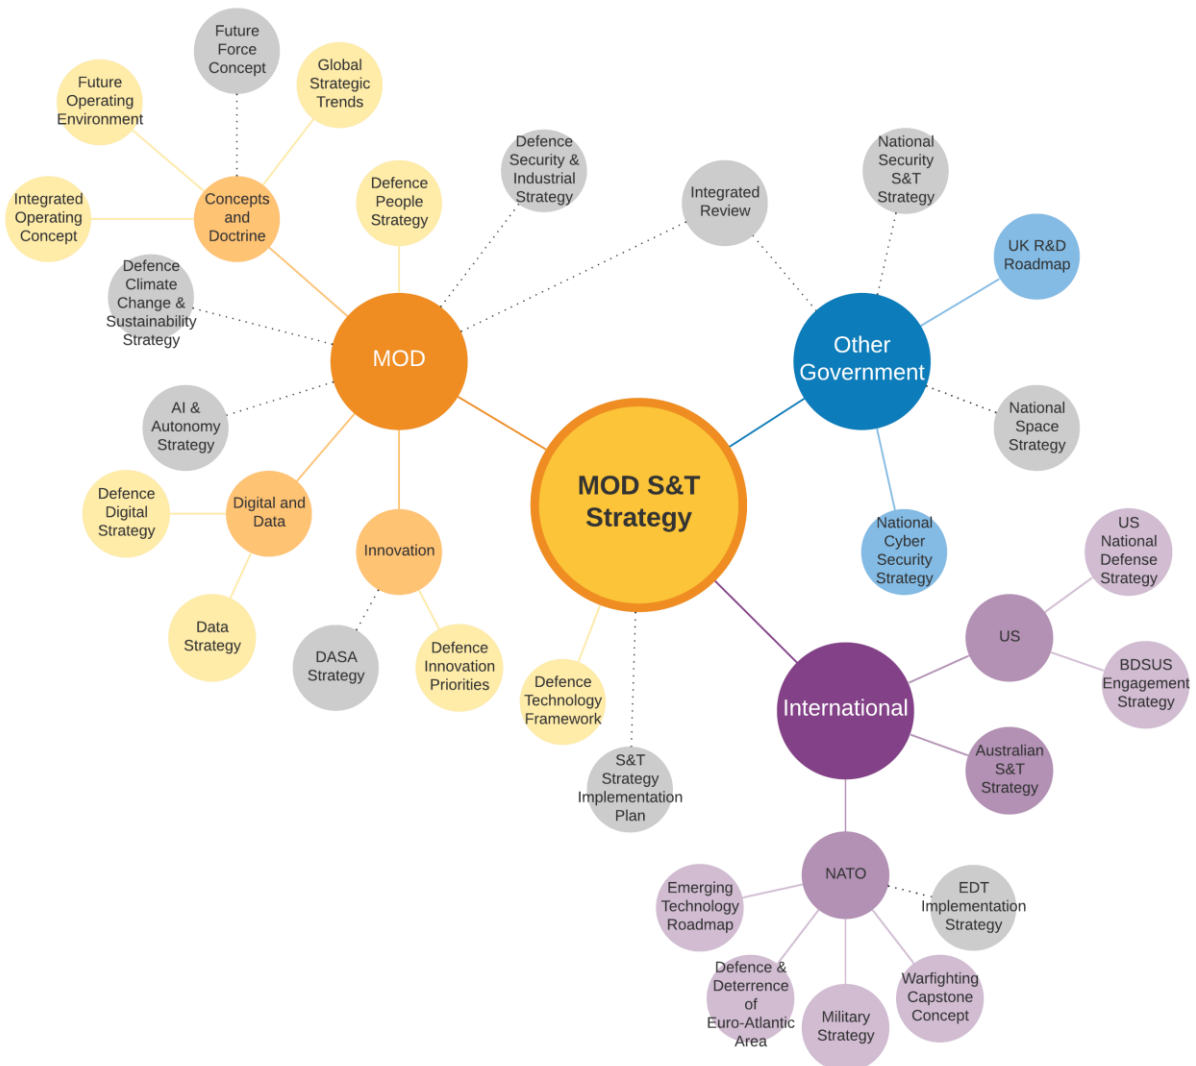 Future
Force
Concept
Global
Strategic
Trends
Future
Operating
Environment
Integrated
Operating
Concept
Concepts
and
Doctrine
Defence
People
Strategy
Defence
Security &
Industrial
Strategy
Integrated
Review
National
Security
S&T
Strategy
UK R&D
Roadmap
Defence
Climate
Change &
Sustainability
Strategy
MOD
Other
Government
AI &
Autonomy
Strategy
National
Space
Strategy
MOD S&T
Strategy
Defence
Digital
Strategy
Digital and
Data
Innovation
National
Cyber
Security
Strategy
US
National
Defense
Strategy
Data
Strategy
DASA
Strategy
Defence
Innovation
Priorities
Defence
Technology
Framework
US
BDSUS
Engagement
Strategy
International
Australian
S&T
Strategy
S&T
Strategy
Implementation
Plan
NATO
Emerging
Technology
Roadmap
EDT
Implementation
Strategy
Defence &
Deterrence
of
Euro-Atlantic
Area
Military
Strategy
Warfighting
Capstone
Concept